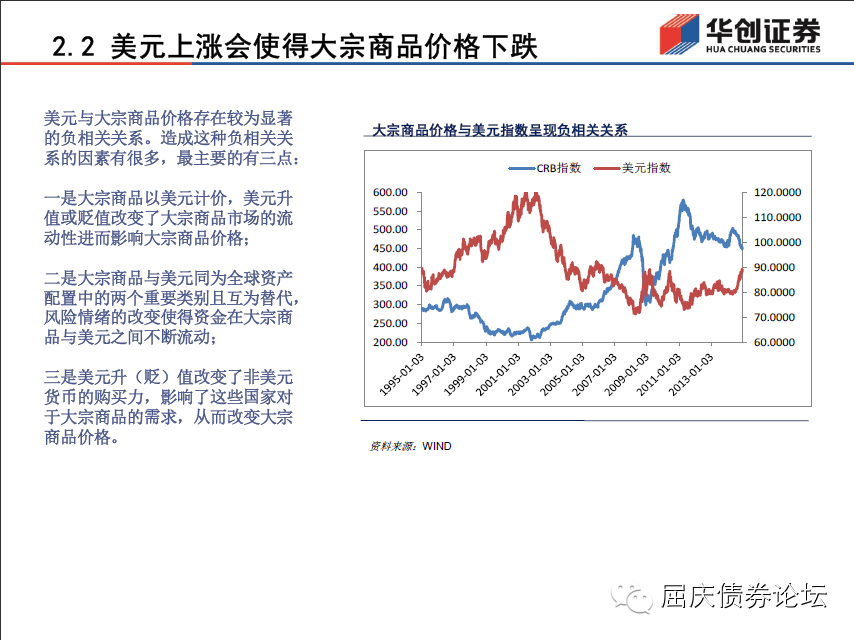 2.2 美元上涨会使得大宗商品价格下跌
华创证券
HUA CHUANG SECURITIES
美元与大宗商品价格存在较为显著
的负相关关系。造成这种负相关关
系的因素有很多，最主要的有三点：
一是大宗商品以美元计价，美元升
值或贬值改变了大宗商品市场的流
动性进而影响大宗商品价格；
二是大宗商品与美元同为全球资产
配置中的两个重要类别且互为替代，
风险情绪的改变使得资金在大宗商
品与美元之间不断流动；
三是美元升（贬）值改变了非美元
货币的购买力，影响了这些国家对
于大宗商品的需求，从而改变大宗
商品价格。
大宗商品价格与美元指数呈现负相关关系
CRB指数 美元指数
600.00 120.0000
550.00 110.0000
500.00 100.0000
450.00 90.0000
400.00 80.0000
350.00 70.0000
300.00 60.0000
250.00
200.00
1995-01-03
1997-01-03
1999-01-03
2001-01-03
2003-01-03
2005-01-03
2007-01-03
2009-01-03
2011-01-03
2013-01-03
资料来源：WIND
屈庆债券论坛